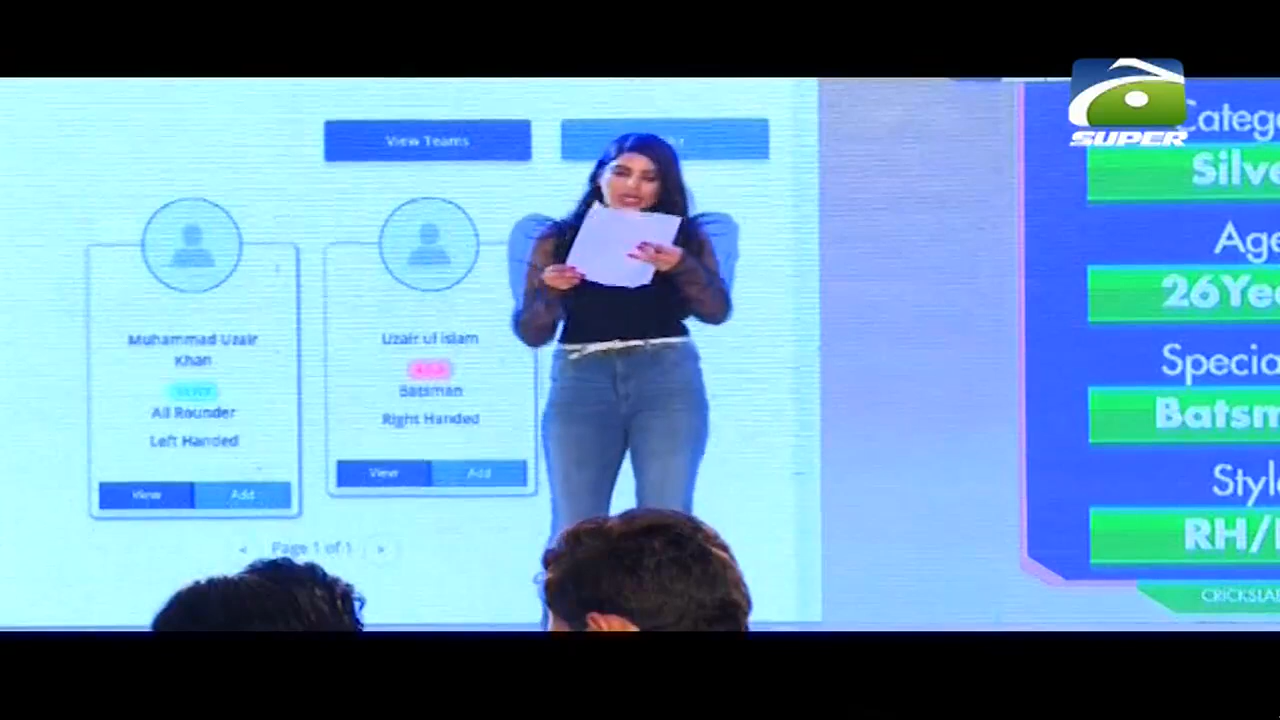 SUPER
View Teams
Muhammad Uzair
Khan
All Rounder
Left Handed
View Add
Uzair ul islam
Batsman
Right Handed
View Add
Page 1 of 1
Categ
Silve
Age
26Ye
Specia
Batsm
Style
RH/
CRICKSLA